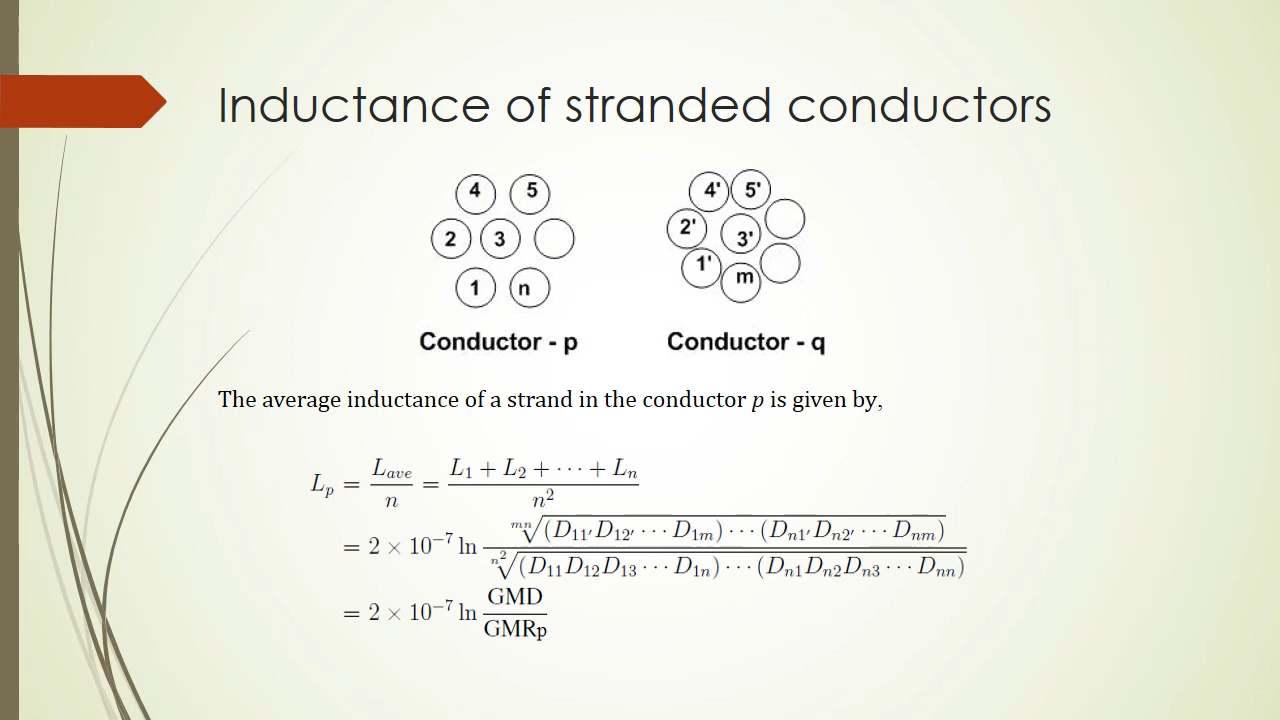 Inductance of stranded conductors
4 5
2 3
1 n
Conductor - p
4' 5'
2' 3'
1' m
Conductor - q
The average inductance of a strand in the conductor p is given by,
L_p = L_ave / n = (L_1 + L_2 + ⋯ + L_n) / n^2
= 2 × 10^−7 ln ( \sqrt[mn]{(D_11′ D_12′ ⋯ D_1m) ⋯ (D_n1′ D_n2′ ⋯ D_nm)} / \sqrt[n^2]{(D_11 D_12 D_13 ⋯ D_1n) ⋯ (D_n1 D_n2 D_n3 ⋯ D_nn)} )
= 2 × 10^−7 ln GMD / GMRp